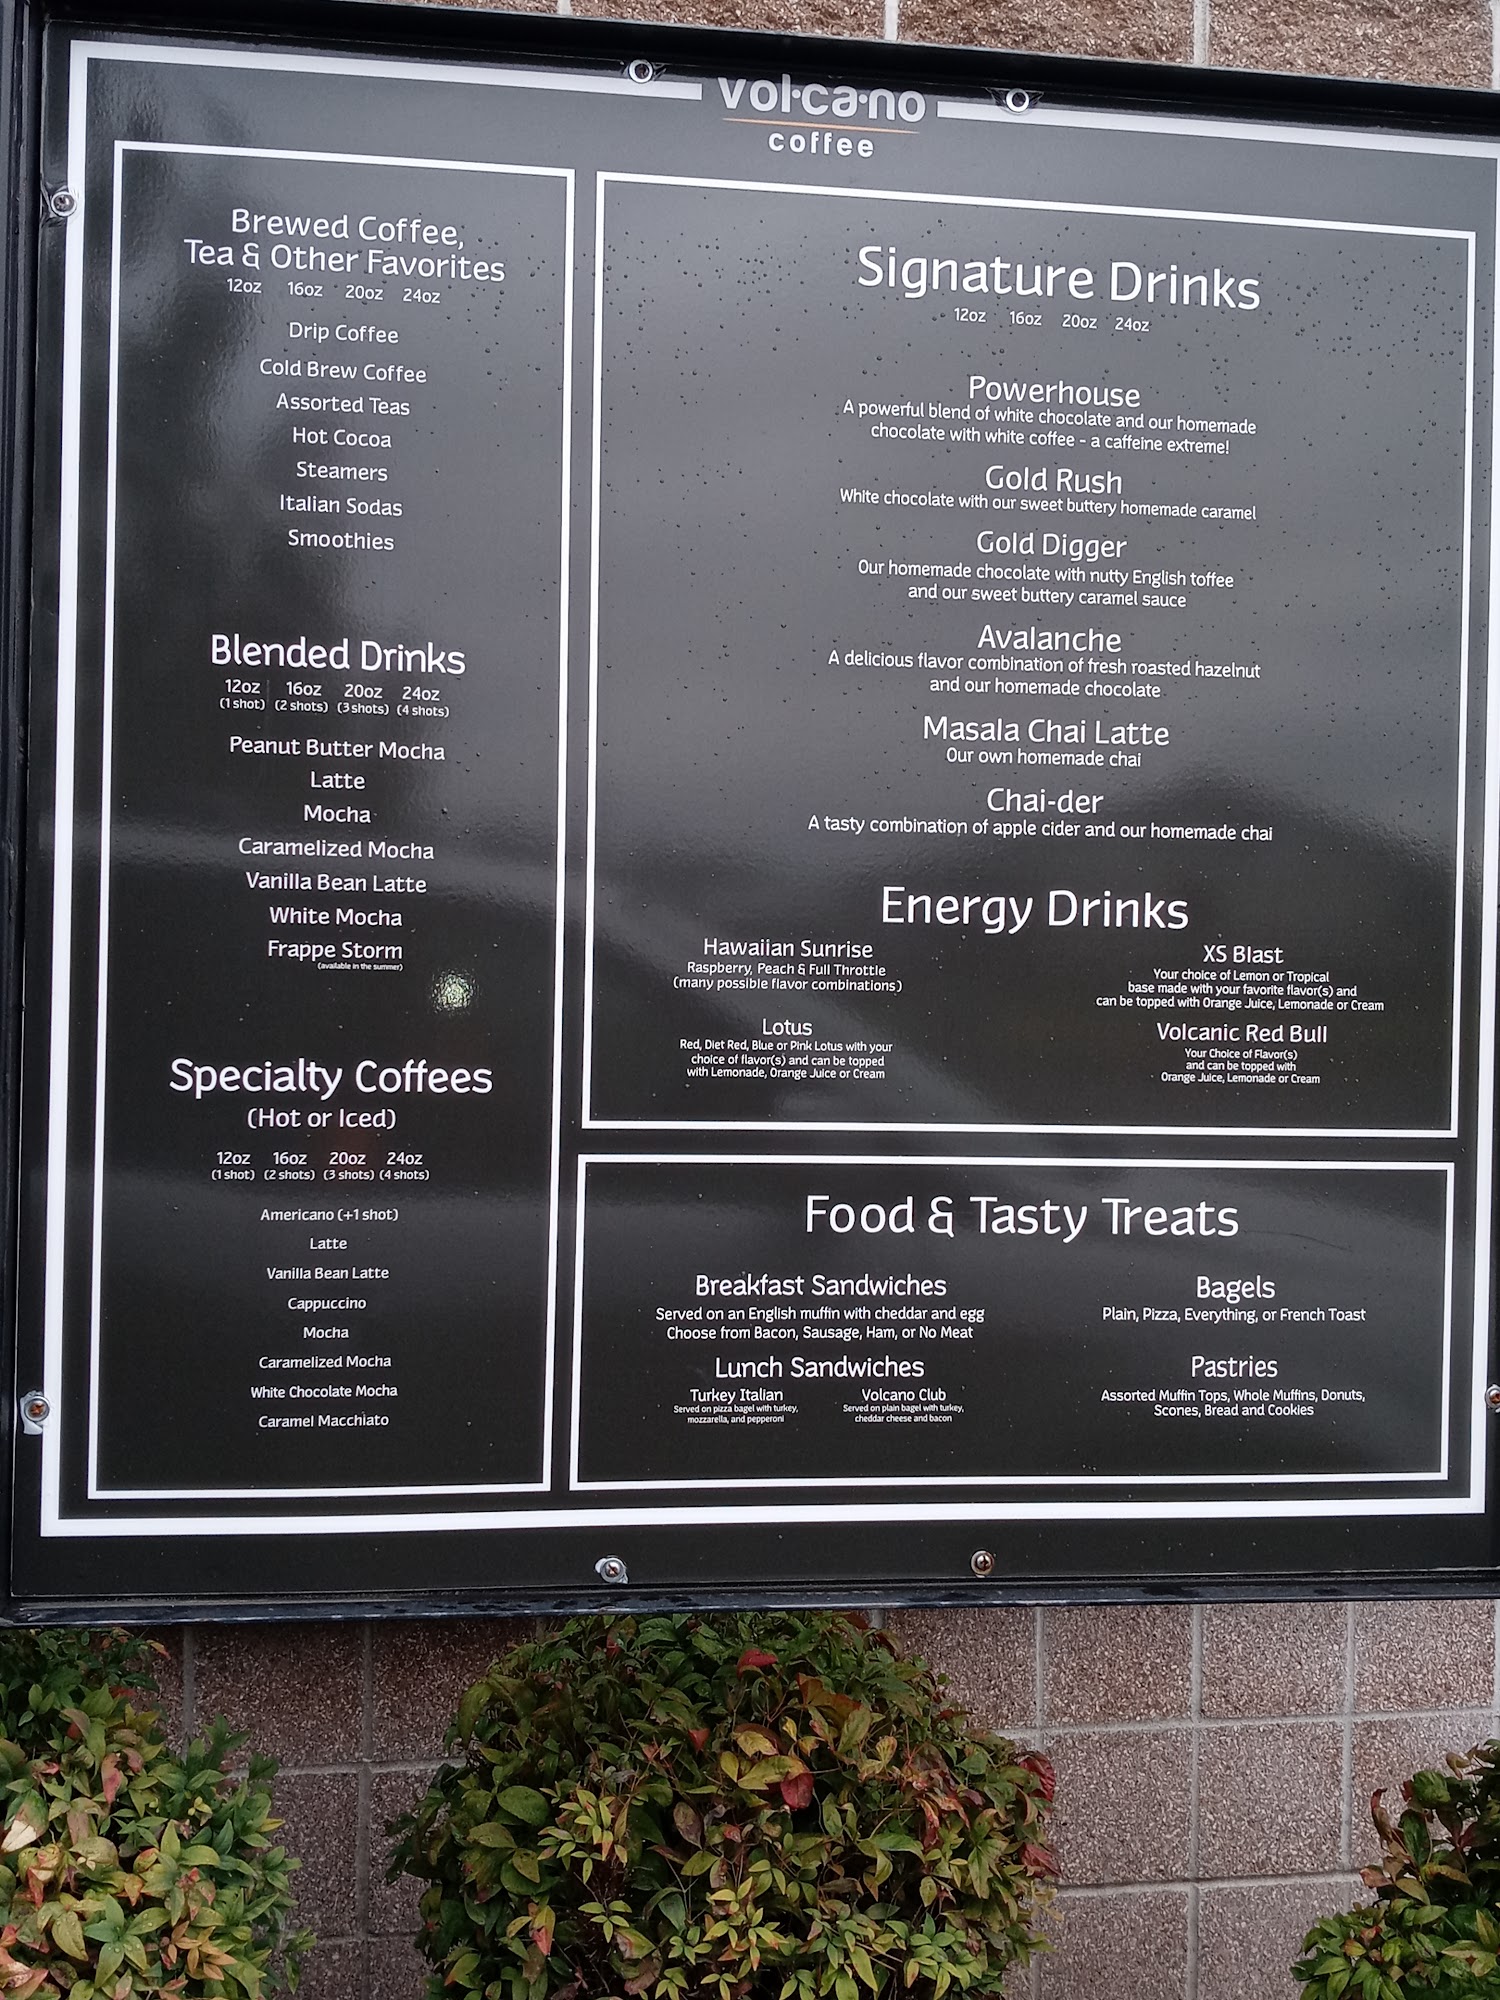 vol·ca·no
coffee
Brewed Coffee,
Tea & Other Favorites
12oz 16oz 20oz 24oz
Drip Coffee
Cold Brew Coffee
Assorted Teas
Hot Cocoa
Steamers
Italian Sodas
Smoothies
Blended Drinks
12oz 16oz 20oz 24oz
(1 shot) (2 shots) (3 shots) (4 shots)
Peanut Butter Mocha
Latte
Mocha
Caramelized Mocha
Vanilla Bean Latte
White Mocha
Frappe Storm
(available in the summer)
Specialty Coffees
(Hot or Iced)
12oz 16oz 20oz 24oz
(1 shot) (2 shots) (3 shots) (4 shots)
Americano (+1 shot)
Latte
Vanilla Bean Latte
Cappuccino
Mocha
Caramelized Mocha
White Chocolate Mocha
Caramel Macchiato
Signature Drinks
12oz 16oz 20oz 24oz
Powerhouse
A powerful blend of white chocolate and our homemade
chocolate with white coffee - a caffeine extreme!
Gold Rush
White chocolate with our sweet buttery homemade caramel
Gold Digger
Our homemade chocolate with nutty English toffee
and our sweet buttery caramel sauce
Avalanche
A delicious flavor combination of fresh roasted hazelnut
and our homemade chocolate
Masala Chai Latte
Our own homemade chai
Chai-der
A tasty combination of apple cider and our homemade chai
Energy Drinks
Hawaiian Sunrise
Raspberry, Peach & Full Throttle
(many possible flavor combinations)
Lotus
Red, Diet Red, Blue or Pink Lotus with your
choice of flavor(s) and can be topped
with Lemonade, Orange Juice or Cream
XS Blast
Your choice of Lemon or Tropical
base made with your favorite flavor(s) and
can be topped with Orange Juice, Lemonade or Cream
Volcanic Red Bull
Your Choice of Flavor(s)
and can be topped with
Orange Juice, Lemonade or Cream
Food & Tasty Treats
Breakfast Sandwiches
Served on an English muffin with cheddar and egg
Choose from Bacon, Sausage, Ham, or No Meat
Lunch Sandwiches
Turkey Italian
Served on pizza bagel with turkey,
mozzarella, and pepperoni
Volcano Club
Served on plain bagel with turkey,
cheddar cheese and bacon
Bagels
Plain, Pizza, Everything, or French Toast
Pastries
Assorted Muffin Tops, Whole Muffins, Donuts,
Scones, Bread and Cookies